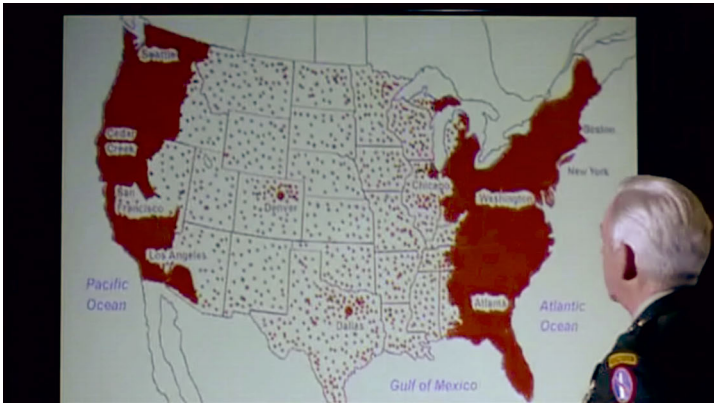 Seattle
Cedar
Creek
San
Francisco
Los Angeles
Pacific
Ocean
Denver
Dallas
Chicago
Washington
Atlanta
Boston
New York
Atlantic
Ocean
Gulf of Mexico